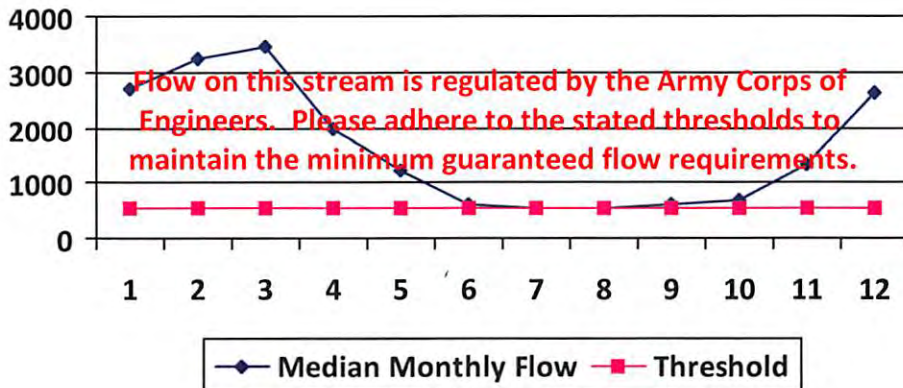 4000
3000
2000
1000
0
Flow on this stream is regulated by the Army Corps of
Engineers. Please adhere to the stated thresholds to
maintain the minimum guaranteed flow requirements.
1 2 3 4 5 6 7 8 9 10 11 12
Median Monthly Flow Threshold